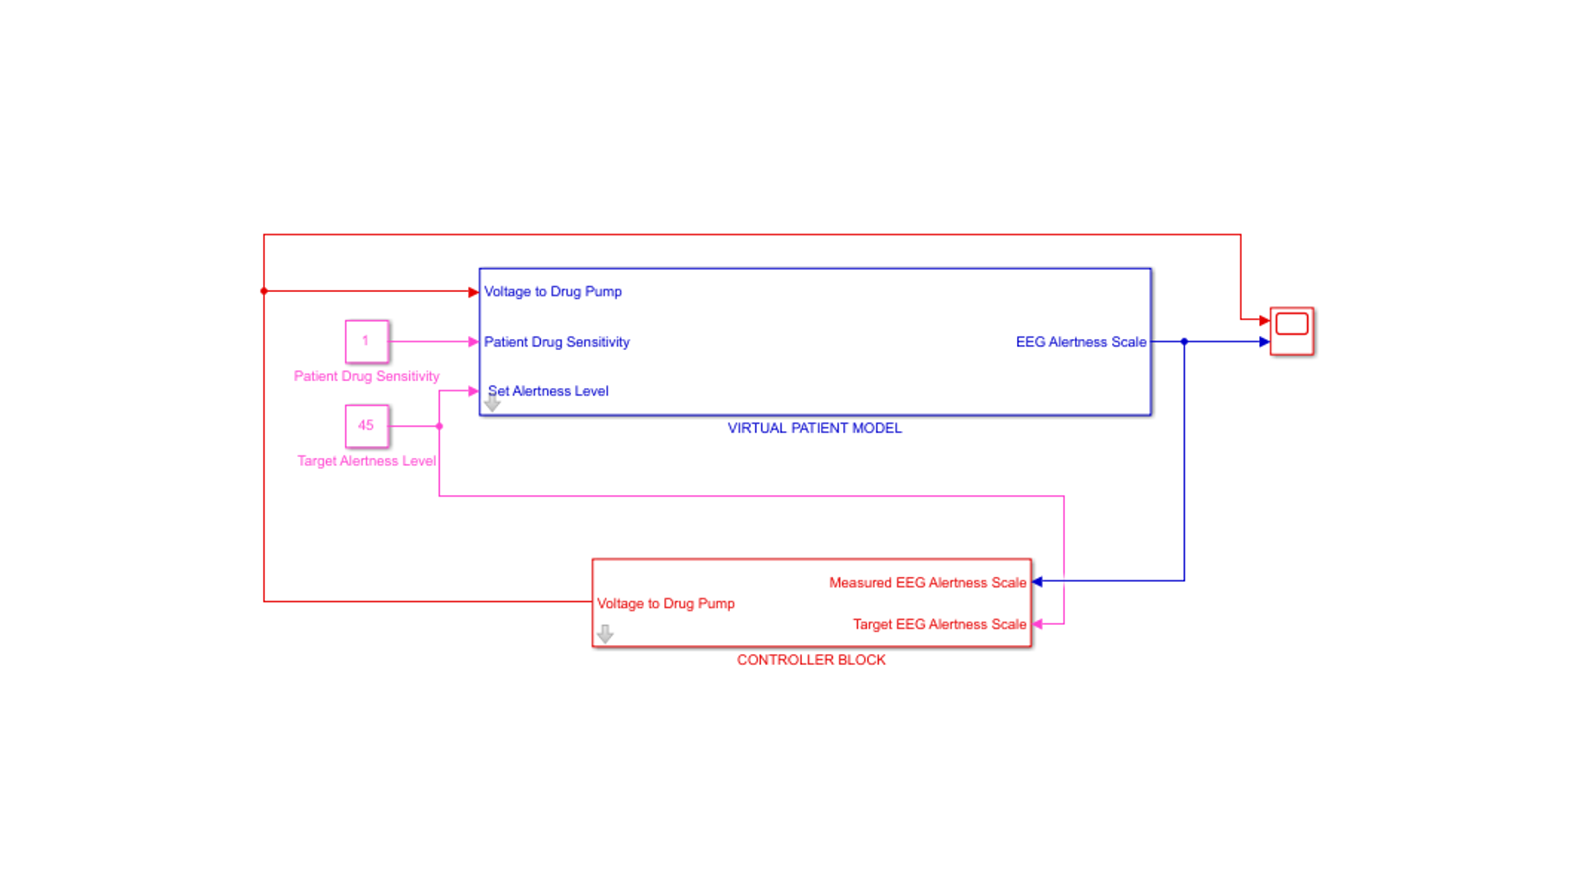 Voltage to Drug Pump
1
Patient Drug Sensitivity
Patient Drug Sensitivity
EEG Alertness Scale
Set Alertness Level
45
Target Alertness Level
VIRTUAL PATIENT MODEL
Measured EEG Alertness Scale
Voltage to Drug Pump
Target EEG Alertness Scale
CONTROLLER BLOCK